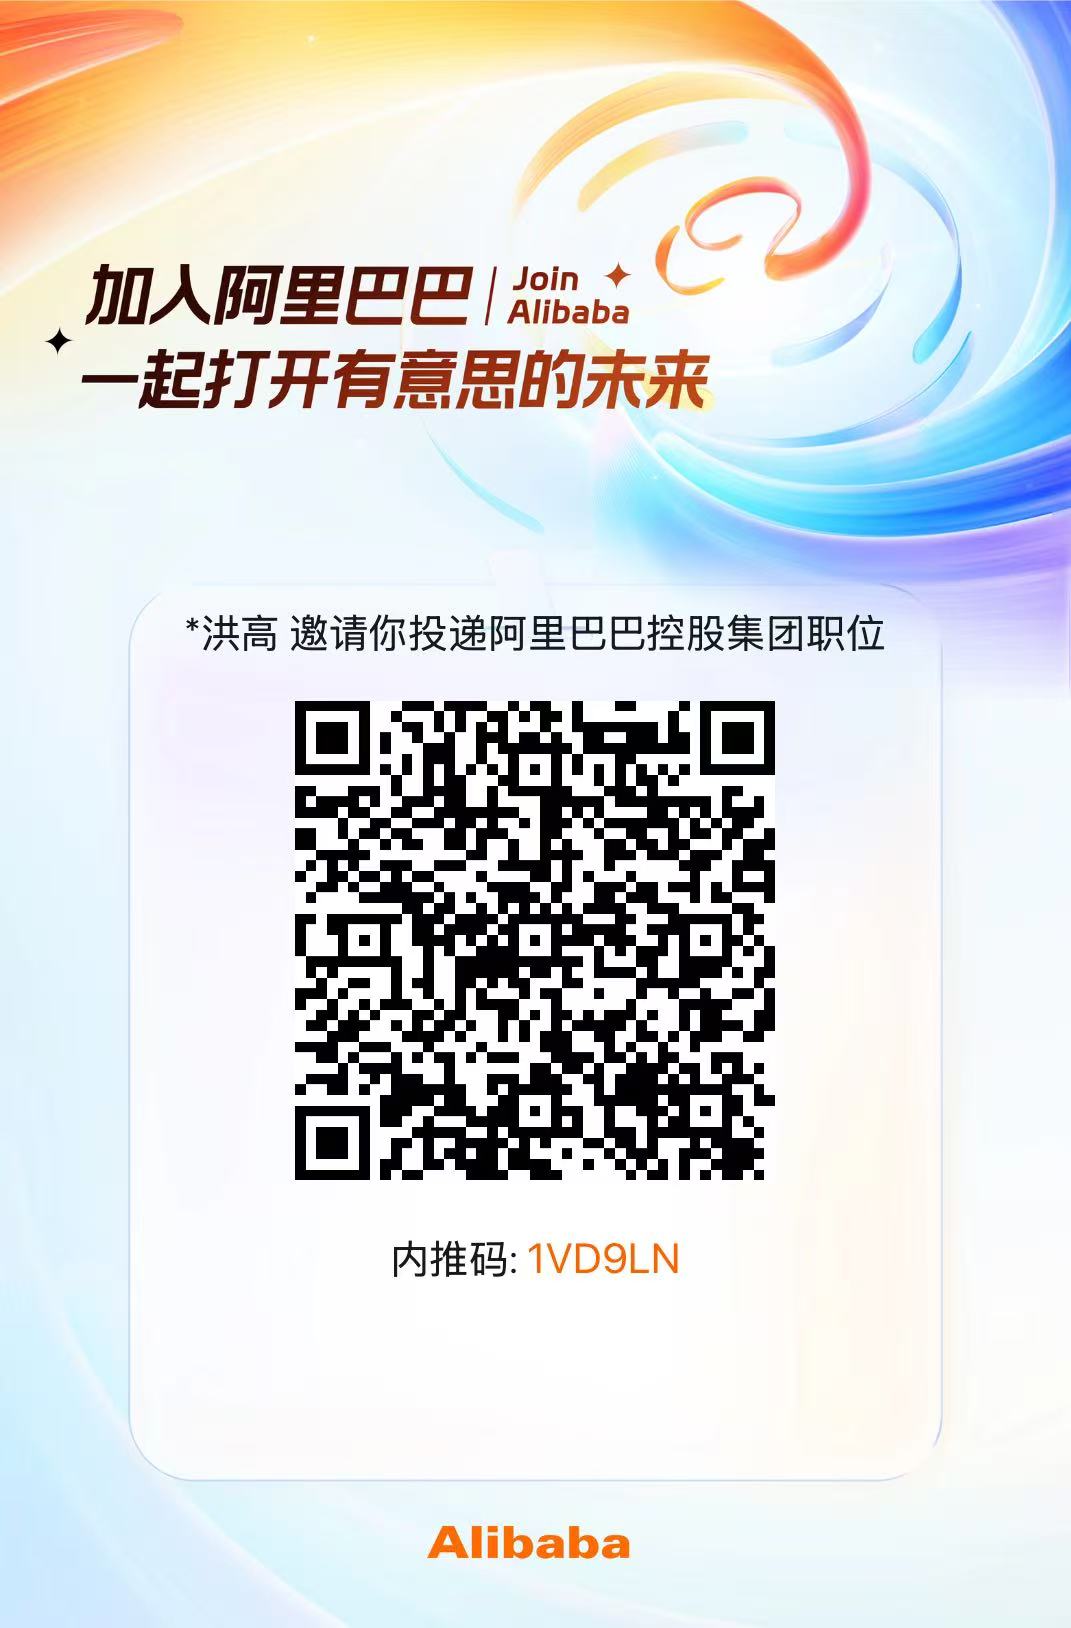 加入阿里巴巴
Join
Alibaba
一起打开有意思的未来
*洪高 邀请你投递阿里巴巴控股集团职位
内推码: 1VD9LN
Alibaba